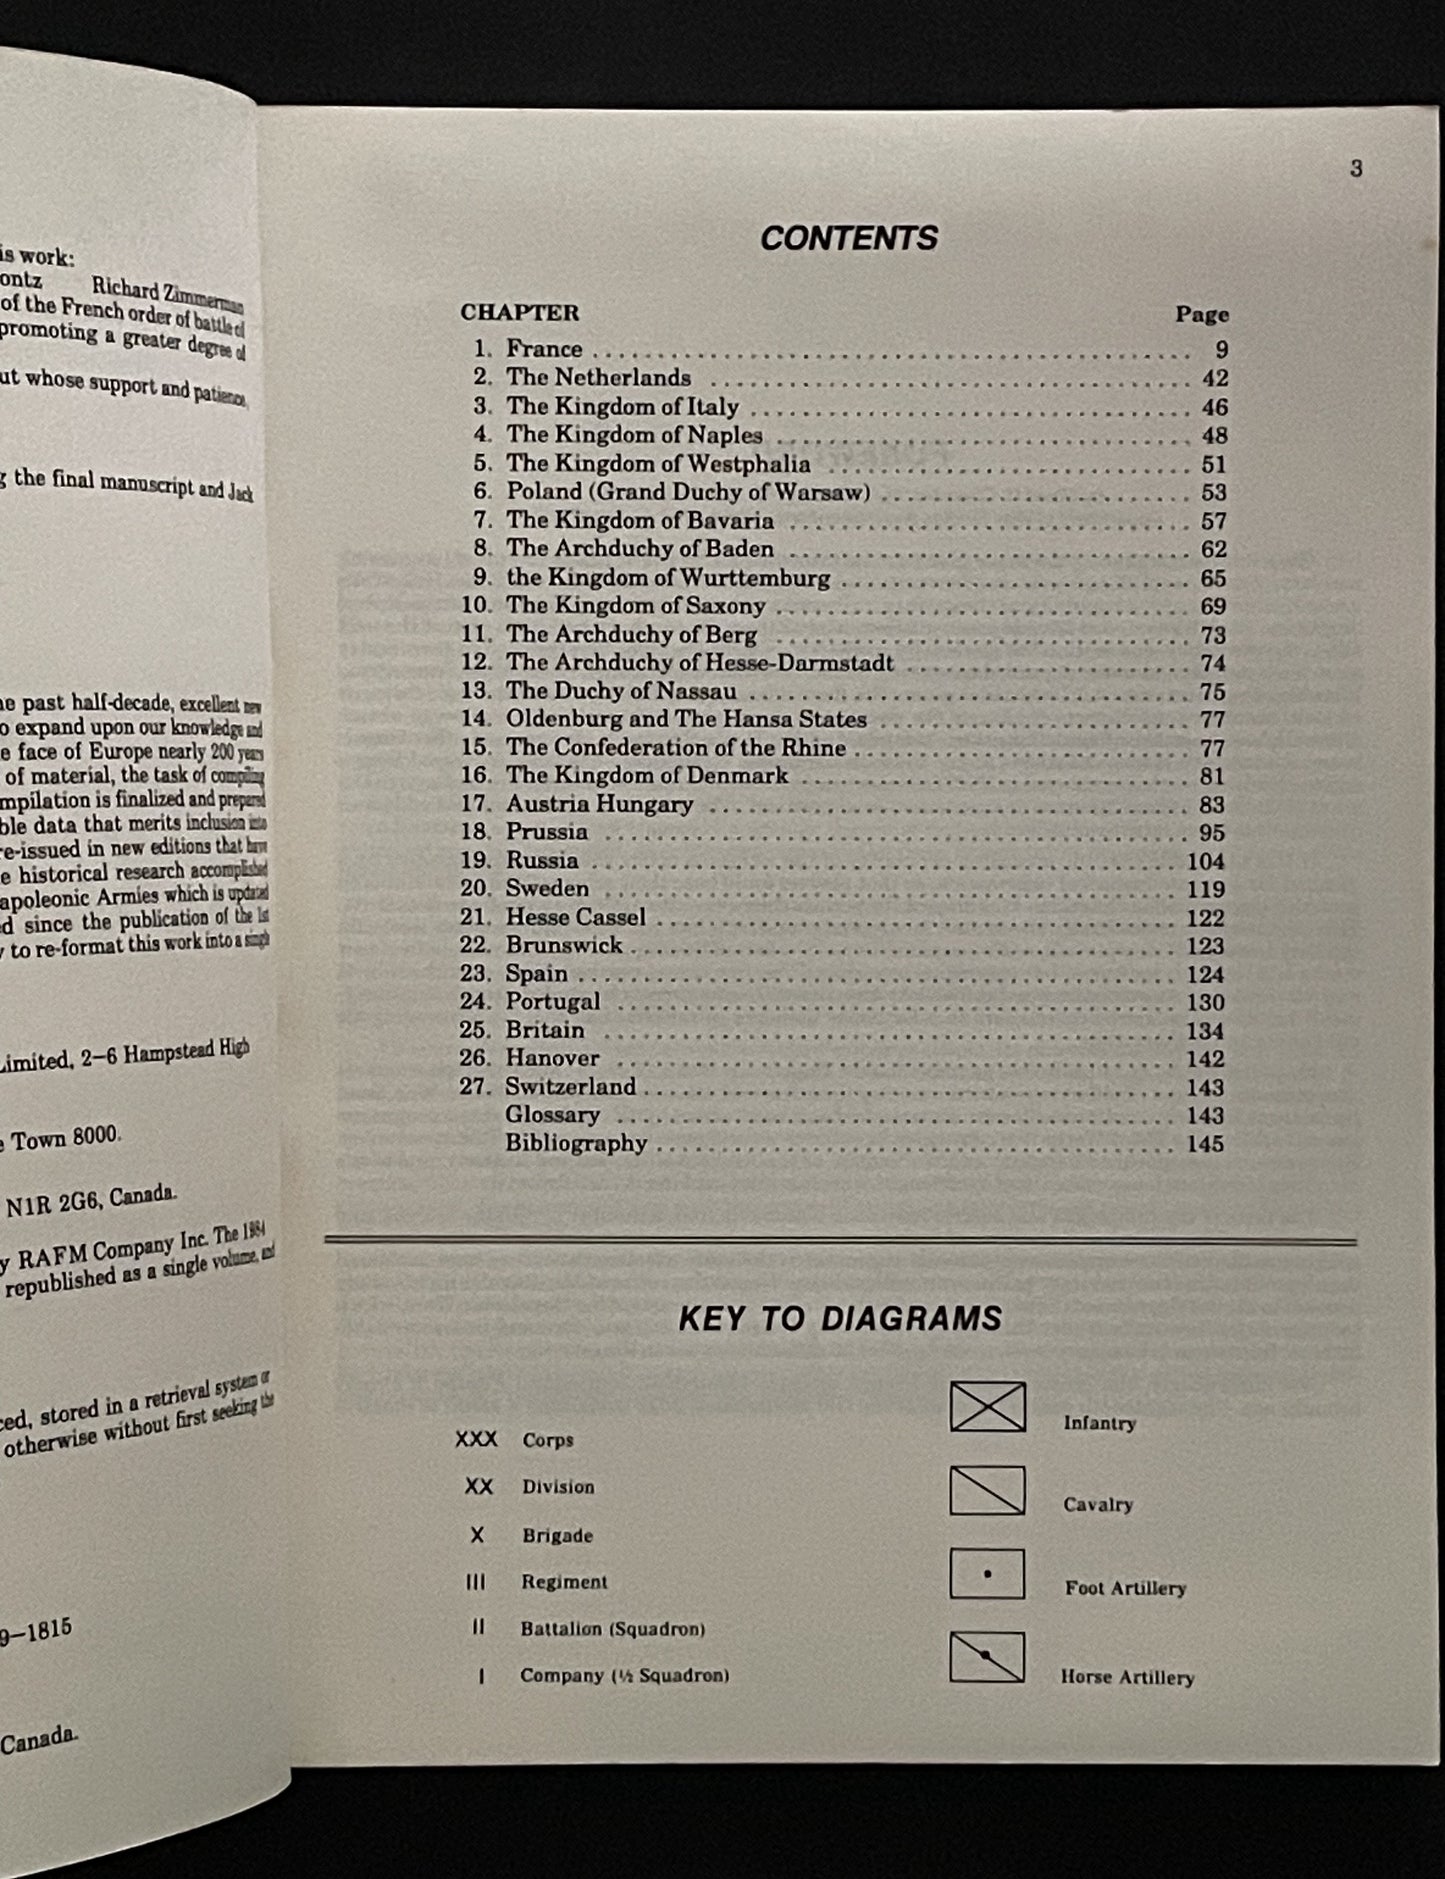 is work:
ontz Richard Zimmerman
of the French order of battle of
promoting a greater degree of
ut whose support and patience,
g the final manuscript and Jack
he past half-decade, excellent new
o expand upon our knowledge and
e face of Europe nearly 200 years
of material, the task of compiling
mpilation is finalized and prepared
ble data that merits inclusion into
re-issued in new editions that have
e historical research accomplished
apoleonic Armies which is updated
d since the publication of the 1st
y to re-format this work into a single
Limited, 2–6 Hampstead High
e Town 8000.
N1R 2G6, Canada.
y RAFM Company Inc. The 1984
republished as a single volume, and
ced, stored in a retrieval system or
otherwise without first seeking the
9–1815
Canada.
3
CONTENTS
CHAPTER Page
1. France 9
2. The Netherlands 42
3. The Kingdom of Italy 46
4. The Kingdom of Naples 48
5. The Kingdom of Westphalia 51
6. Poland (Grand Duchy of Warsaw) 53
7. The Kingdom of Bavaria 57
8. The Archduchy of Baden 62
9. the Kingdom of Wurttemburg 65
10. The Kingdom of Saxony 69
11. The Archduchy of Berg 73
12. The Archduchy of Hesse-Darmstadt 74
13. The Duchy of Nassau 75
14. Oldenburg and The Hansa States 77
15. The Confederation of the Rhine 77
16. The Kingdom of Denmark 81
17. Austria Hungary 83
18. Prussia 95
19. Russia 104
20. Sweden 119
21. Hesse Cassel 122
22. Brunswick 123
23. Spain 124
24. Portugal 130
25. Britain 134
26. Hanover 142
27. Switzerland 143
Glossary 143
Bibliography 145
KEY TO DIAGRAMS
XXX Corps
XX Division
X Brigade
III Regiment
II Battalion (Squadron)
I Company (½ Squadron)
Infantry
Cavalry
Foot Artillery
Horse Artillery